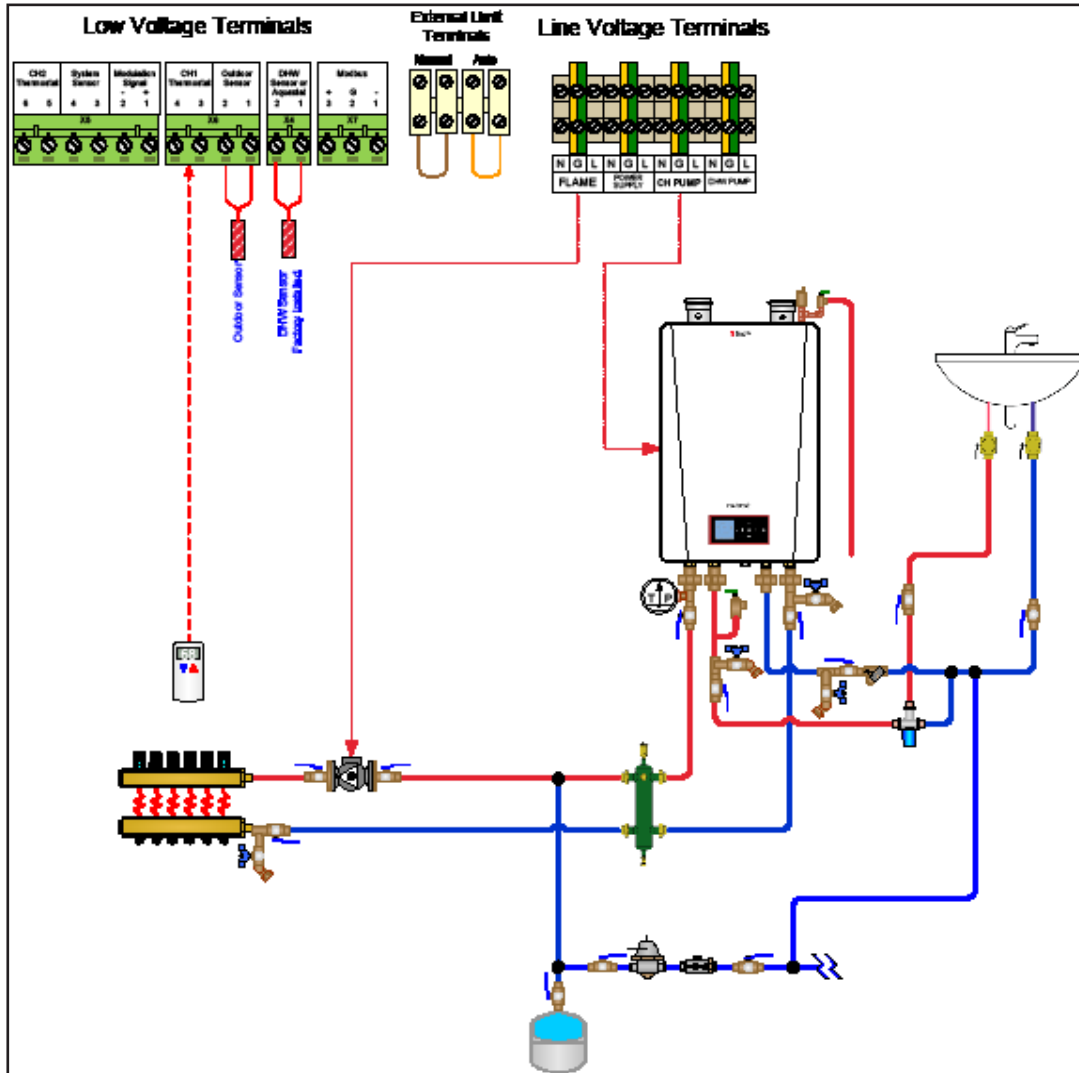 Low Voltage Terminals
External Limit
Terminals
Manual Auto
Line Voltage Terminals
CH2
Thermostat
System
Sensor
Modulation
Signal
- +
CH1
Thermostat
Outdoor
Sensor
DHW
Sensor or
Aquastat
Modbus
+ G -
6 5 4 3 2 1
4 3 2 1
2 1
3 2 1
X5
X6
X4
X7
N G L N G L N G L N G L
FLAME
POWER
SUPPLY
CH PUMP
DHW PUMP
Outdoor Sensor
DHW Sensor
Factory Installed
68
T P